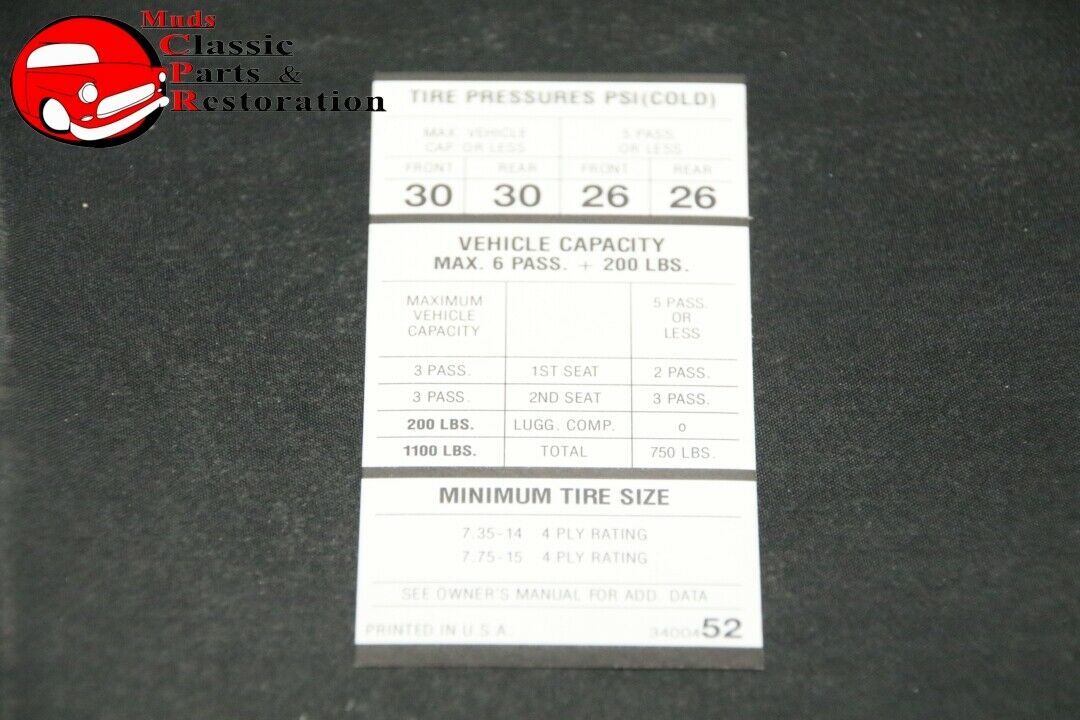 Muds
Classic
Parts &
Restoration
TIRE PRESSURES PSI(COLD)
MAX. VEHICLE CAP. OR LESS
5 PASS. OR LESS
FRONT REAR FRONT REAR
30 30 26 26
VEHICLE CAPACITY
MAX. 6 PASS. + 200 LBS.
MAXIMUM VEHICLE CAPACITY
5 PASS. OR LESS
3 PASS. 1ST SEAT 2 PASS.
3 PASS. 2ND SEAT 3 PASS.
200 LBS. LUGG. COMP. 0
1100 LBS. TOTAL 750 LBS.
MINIMUM TIRE SIZE
7.35-14 4 PLY RATING
7.75-15 4 PLY RATING
SEE OWNER'S MANUAL FOR ADD. DATA
PRINTED IN U.S.A. 3400452